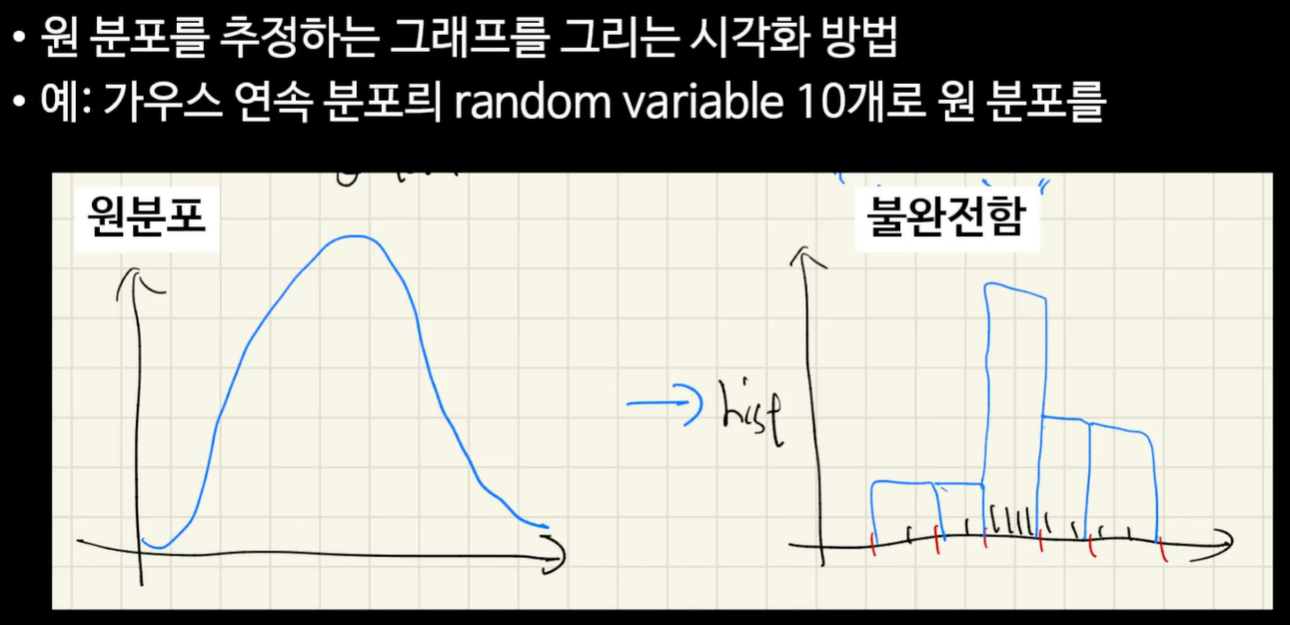 • 원 분포를 추정하는 그래프를 그리는 시각화 방법
• 예: 가우스 연속 분포릐 random variable 10개로 원 분포를
원분포
불완전함
hist